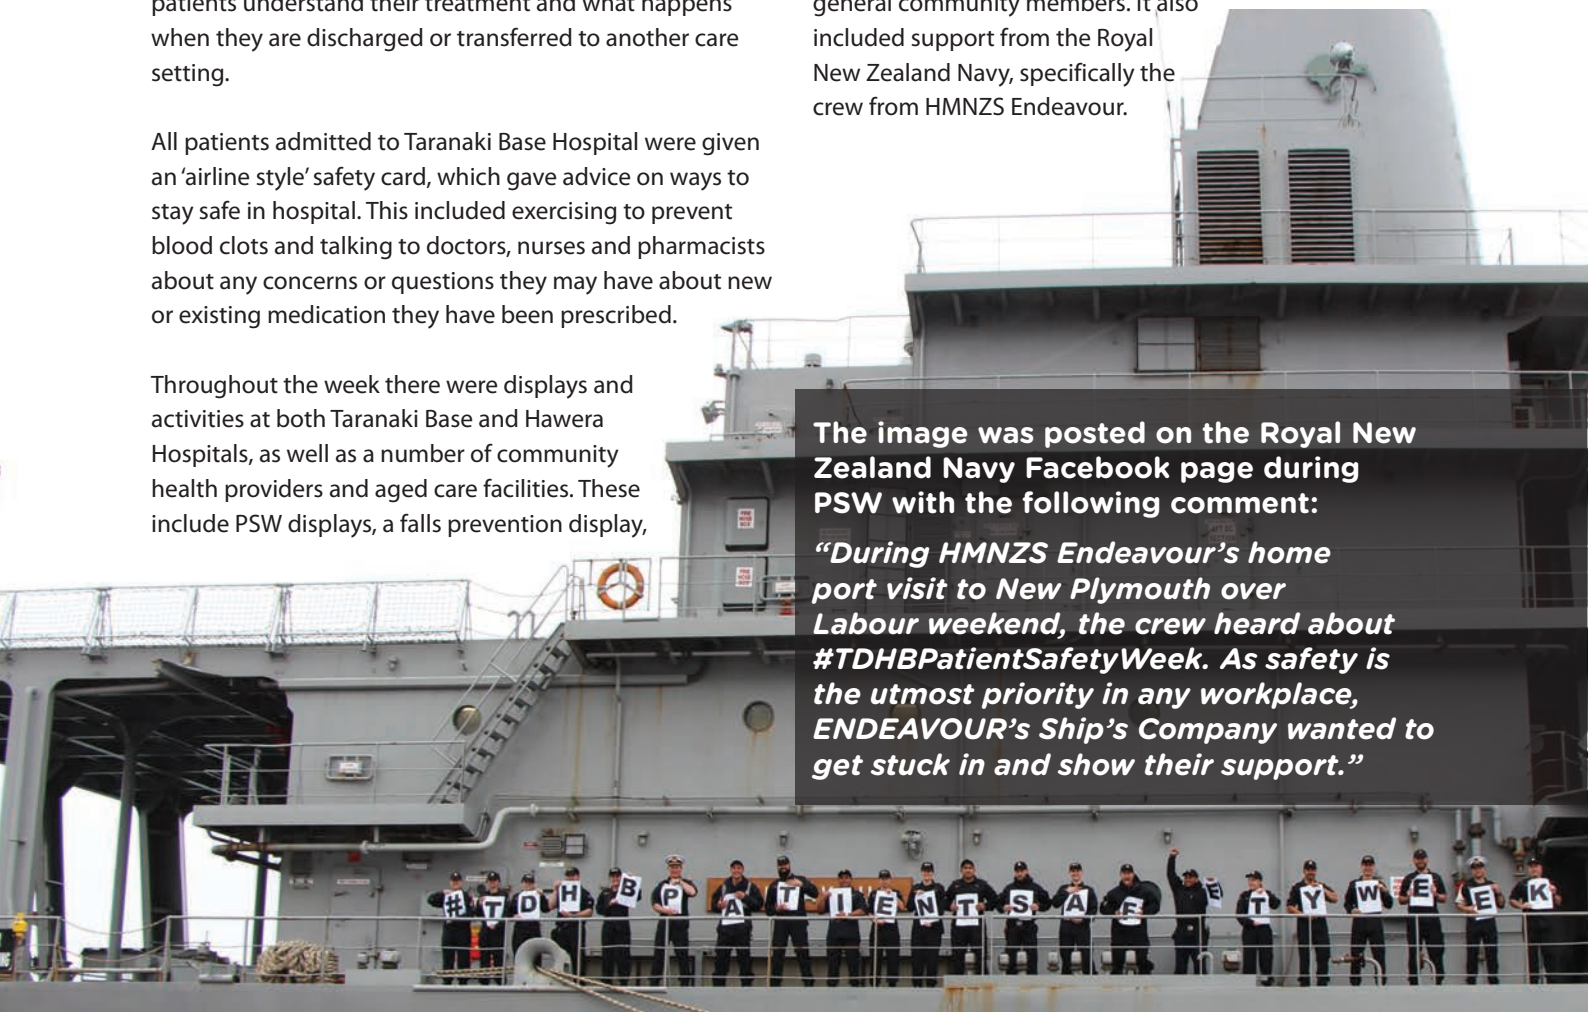 patients understand their treatment and what happens
when they are discharged or transferred to another care
setting.
All patients admitted to Taranaki Base Hospital were given
an ‘airline style’ safety card, which gave advice on ways to
stay safe in hospital. This included exercising to prevent
blood clots and talking to doctors, nurses and pharmacists
about any concerns or questions they may have about new
or existing medication they have been prescribed.
Throughout the week there were displays and
activities at both Taranaki Base and Hawera
Hospitals, as well as a number of community
health providers and aged care facilities. These
include PSW displays, a falls prevention display,
general community members. It also
included support from the Royal
New Zealand Navy, specifically the
crew from HMNZS Endeavour.
The image was posted on the Royal New
Zealand Navy Facebook page during
PSW with the following comment:
“During HMNZS Endeavour’s home
port visit to New Plymouth over
Labour weekend, the crew heard about
#TDHBPatientSafetyWeek. As safety is
the utmost priority in any workplace,
ENDEAVOUR’s Ship’s Company wanted to
get stuck in and show their support.”
FIRE
HOSE
BOX
FIRE
HOSE
# T D H B P A T I E N T S A F E T Y W E E K